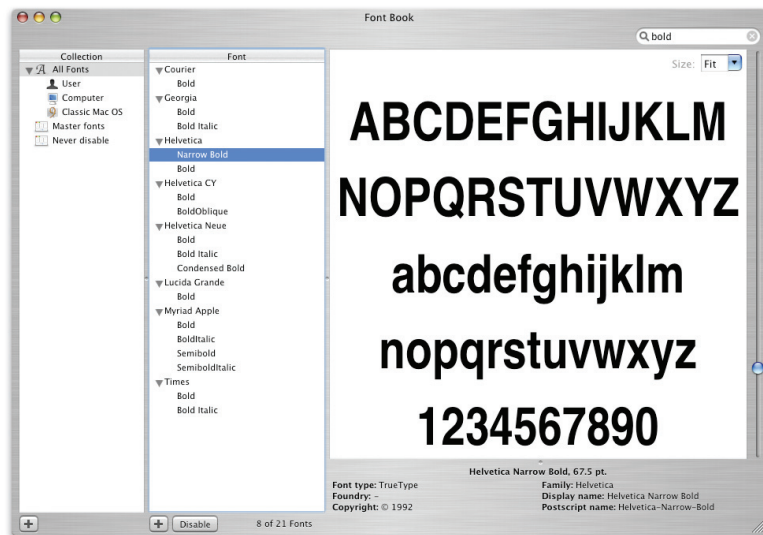 Font Book
bold
Collection
All Fonts
User
Computer
Classic Mac OS
Master fonts
Never disable
Font
Courier
Bold
Georgia
Bold
Bold Italic
Helvetica
Narrow Bold
Bold
Helvetica CY
Bold
BoldOblique
Helvetica Neue
Bold
Bold Italic
Condensed Bold
Lucida Grande
Bold
Myriad Apple
Bold
BoldItalic
Semibold
SemiboldItalic
Times
Bold
Bold Italic
Size: Fit
ABCDEFGHIJKLM
NOPQRSTUVWXYZ
abcdefghijklm
nopqrstuvwxyz
1234567890
Helvetica Narrow Bold, 67.5 pt.
Font type: TrueType
Foundry: –
Copyright: © 1992
Family: Helvetica
Display name: Helvetica Narrow Bold
Postscript name: Helvetica-Narrow-Bold
Disable
8 of 21 Fonts